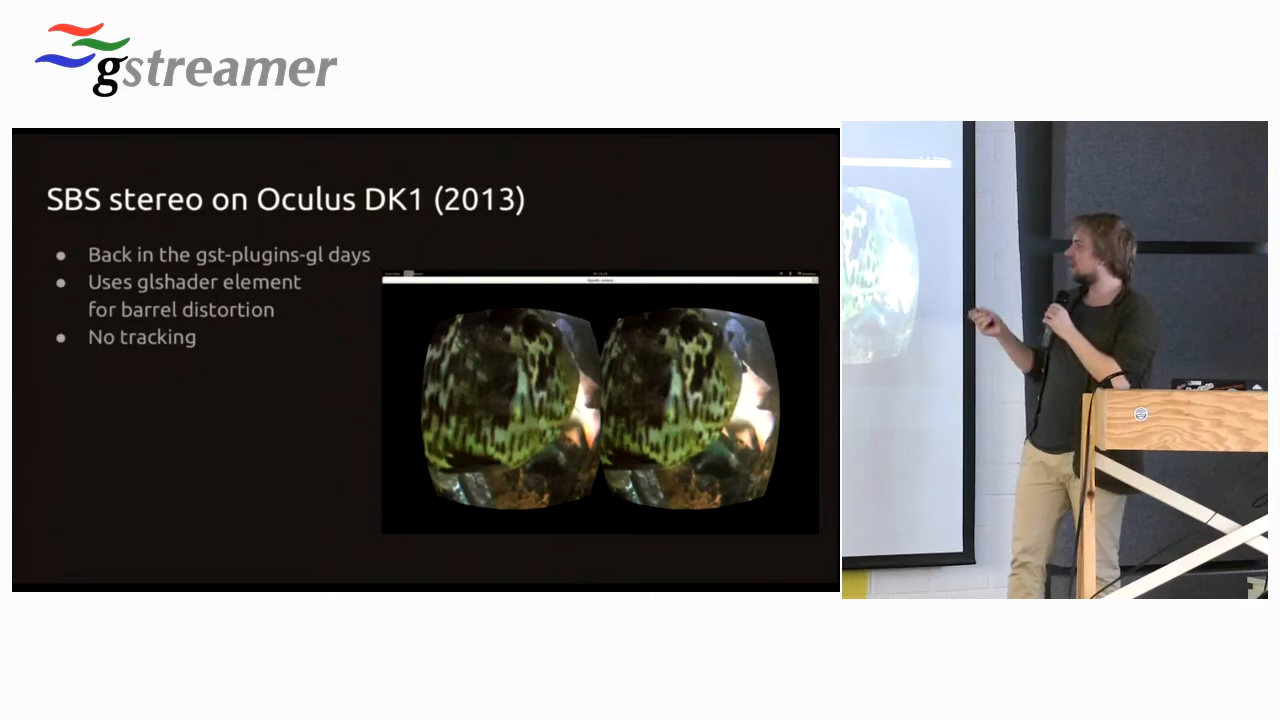 gstreamer
SBS stereo on Oculus DK1 (2013)
● Back in the gst-plugins-gl days
● Uses glshader element
for barrel distortion
● No tracking